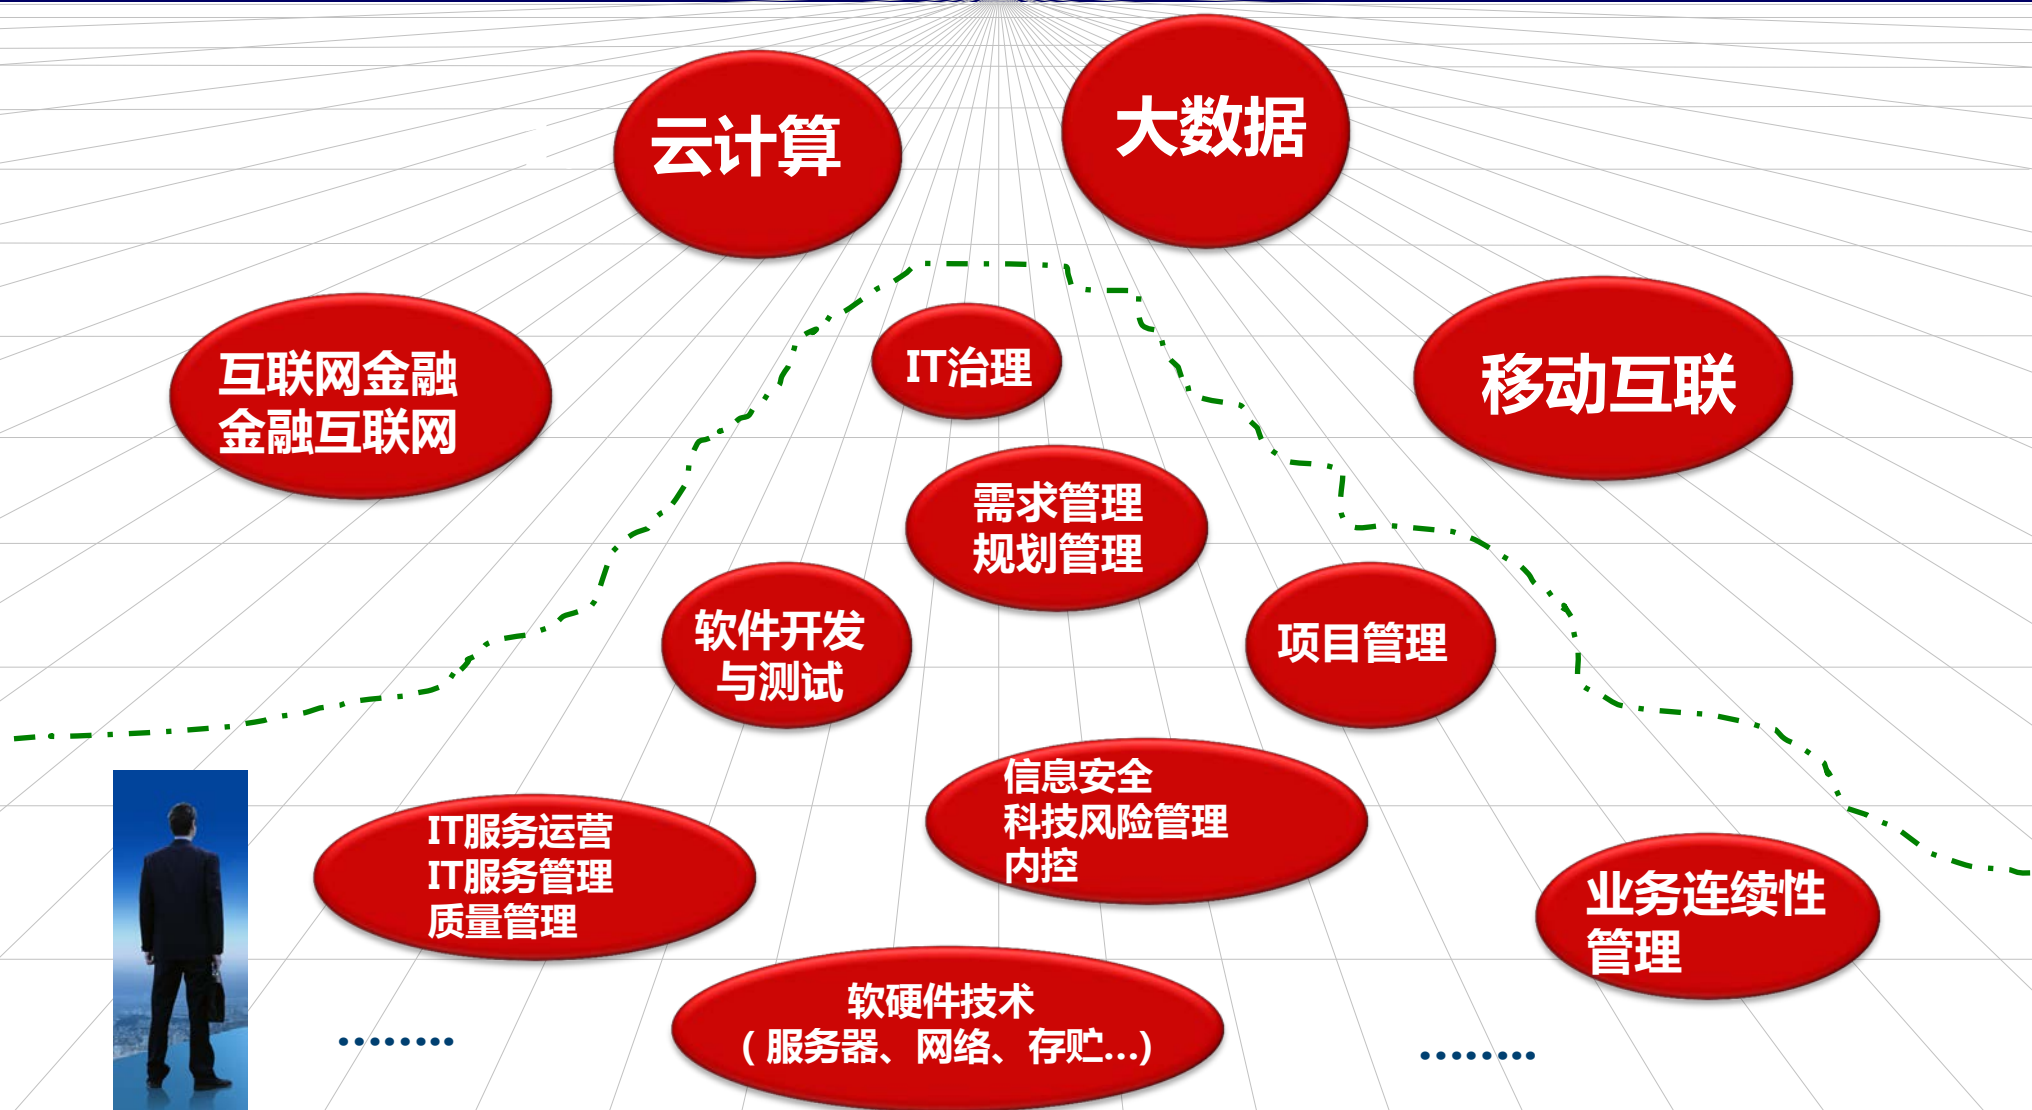 云计算
大数据
互联网金融
金融互联网
IT治理
移动互联
需求管理
规划管理
软件开发
与测试
项目管理
信息安全
科技风险管理
内控
IT服务运营
IT服务管理
质量管理
业务连续性
管理
软硬件技术
(服务器、网络、存贮...)
........
........